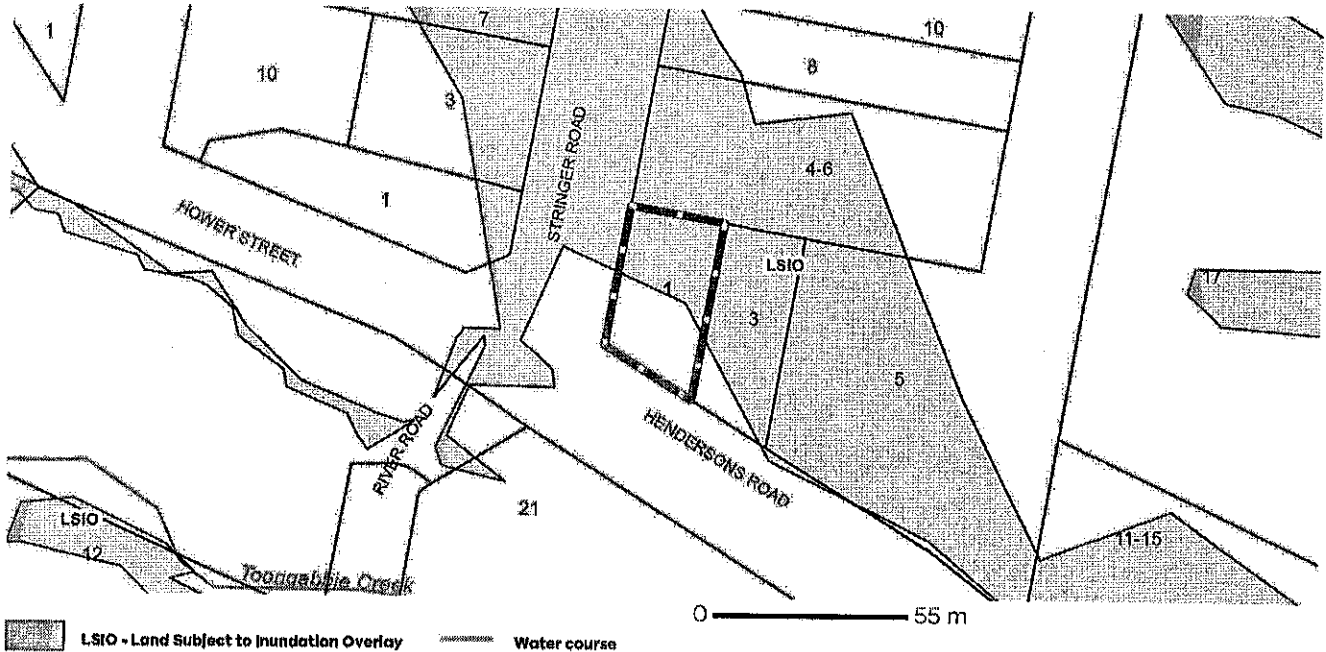 1
7
10
10
3
8
STRINGER ROAD
4-6
1
HOWER STREET
LSIO
17
1
3
5
RIVER ROAD
HENDERSONS ROAD
21
LSIO
12
11-15
Toongabbie Creek
0 55 m
LSIO - Land Subject to Inundation Overlay
Water course